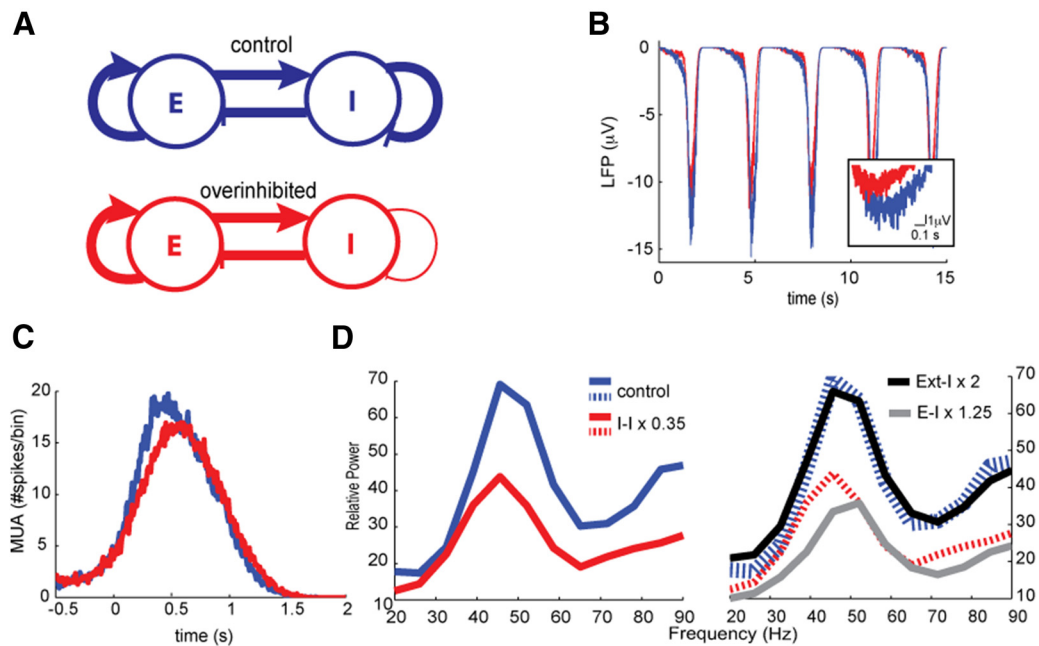 A
control
E
I
overinhibited
E
I
B
LFP (μV)
0
-5
-10
-15
0
5
10
15
time (s)
1μV
0.1 s
C
MUA (#spikes/bin)
20
15
10
5
0
-0.5
0
0.5
1
1.5
2
time (s)
D
Relative Power
70
60
50
40
30
20
10
20
30
40
50
60
70
80
90
control
I-I x 0.35
Ext-I x 2
E-I x 1.25
70
60
50
40
30
20
10
20
30
40
50
60
70
80
90
Frequency (Hz)